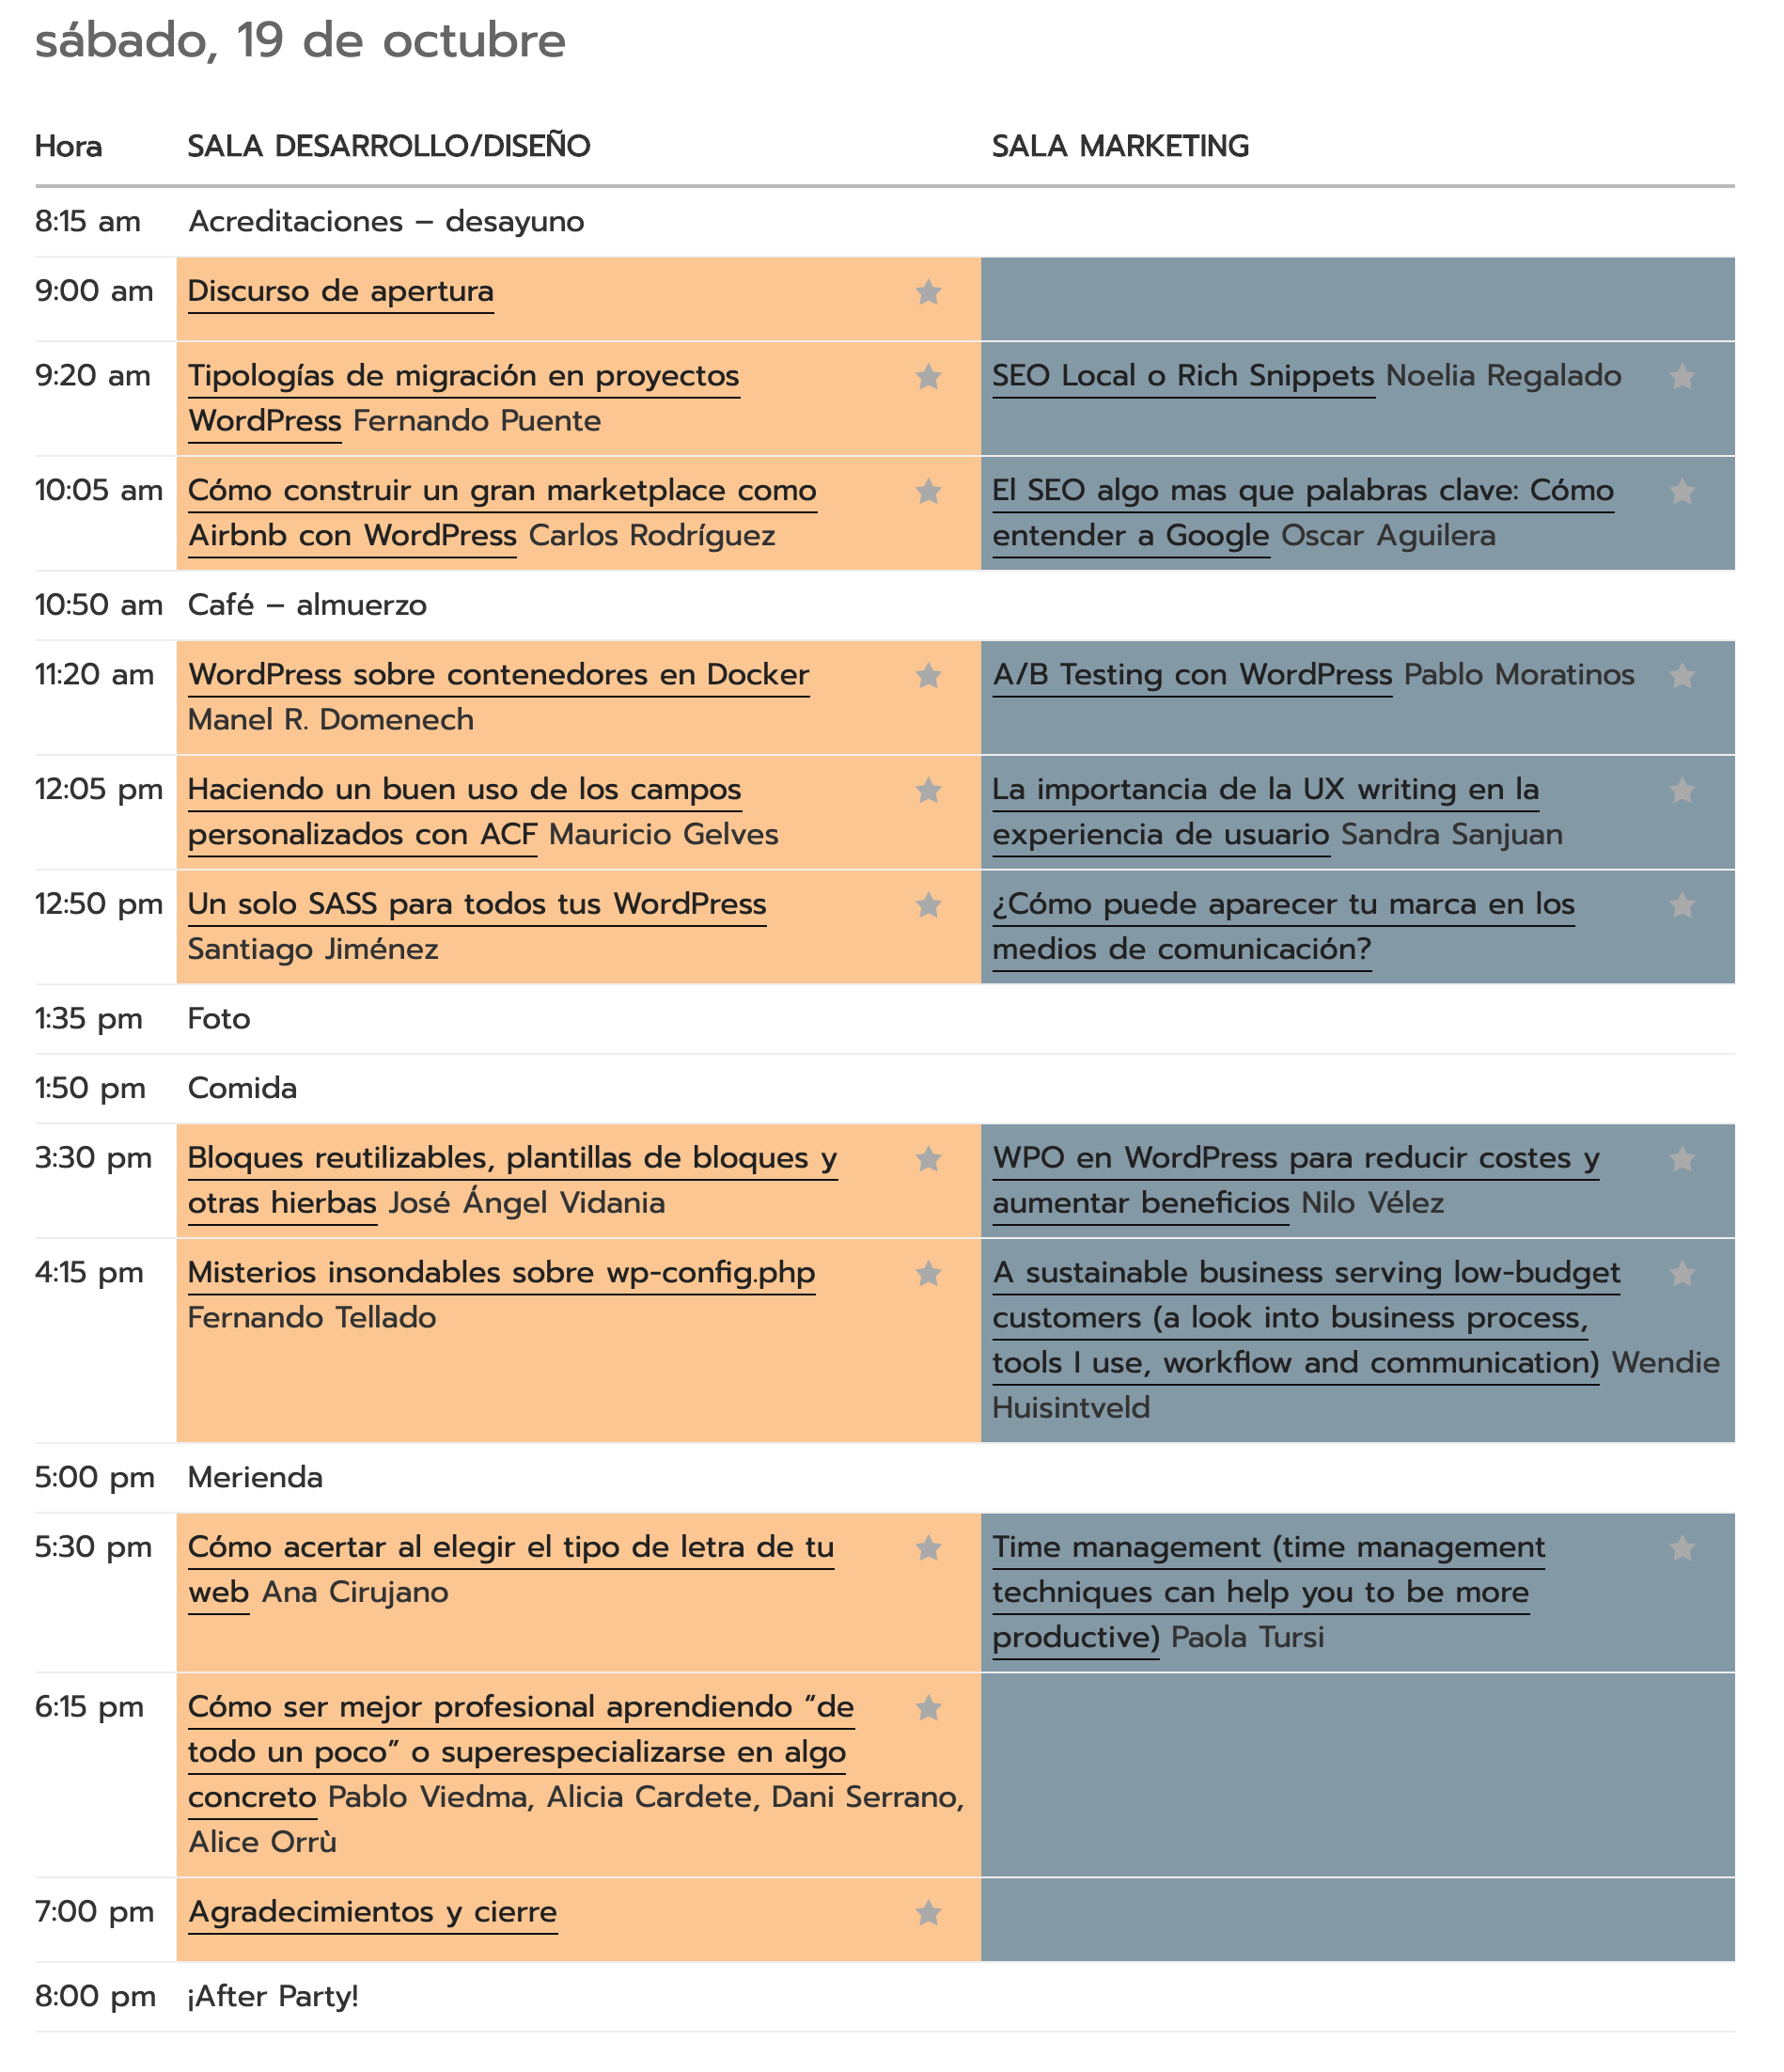 sábado, 19 de octubre
Hora
SALA DESARROLLO/DISEÑO
SALA MARKETING
8:15 am
Acreditaciones – desayuno
9:00 am
Discurso de apertura
9:20 am
Tipologías de migración en proyectos
WordPress Fernando Puente
SEO Local o Rich Snippets Noelia Regalado
10:05 am
Cómo construir un gran marketplace como
Airbnb con WordPress Carlos Rodríguez
El SEO algo mas que palabras clave: Cómo
entender a Google Oscar Aguilera
10:50 am
Café – almuerzo
11:20 am
WordPress sobre contenedores en Docker
Manel R. Domenech
A/B Testing con WordPress Pablo Moratinos
12:05 pm
Haciendo un buen uso de los campos
personalizados con ACF Mauricio Gelves
La importancia de la UX writing en la
experiencia de usuario Sandra Sanjuan
12:50 pm
Un solo SASS para todos tus WordPress
Santiago Jiménez
¿Cómo puede aparecer tu marca en los
medios de comunicación?
1:35 pm
Foto
1:50 pm
Comida
3:30 pm
Bloques reutilizables, plantillas de bloques y
otras hierbas José Ángel Vidania
WPO en WordPress para reducir costes y
aumentar beneficios Nilo Vélez
4:15 pm
Misterios insondables sobre wp-config.php
Fernando Tellado
A sustainable business serving low-budget
customers (a look into business process,
tools I use, workflow and communication) Wendie
Huisintveld
5:00 pm
Merienda
5:30 pm
Cómo acertar al elegir el tipo de letra de tu
web Ana Cirujano
Time management (time management
techniques can help you to be more
productive) Paola Tursi
6:15 pm
Cómo ser mejor profesional aprendiendo “de
todo un poco” o superespecializarse en algo
concreto Pablo Viedma, Alicia Cardete, Dani Serrano,
Alice Orrù
7:00 pm
Agradecimientos y cierre
8:00 pm
¡After Party!